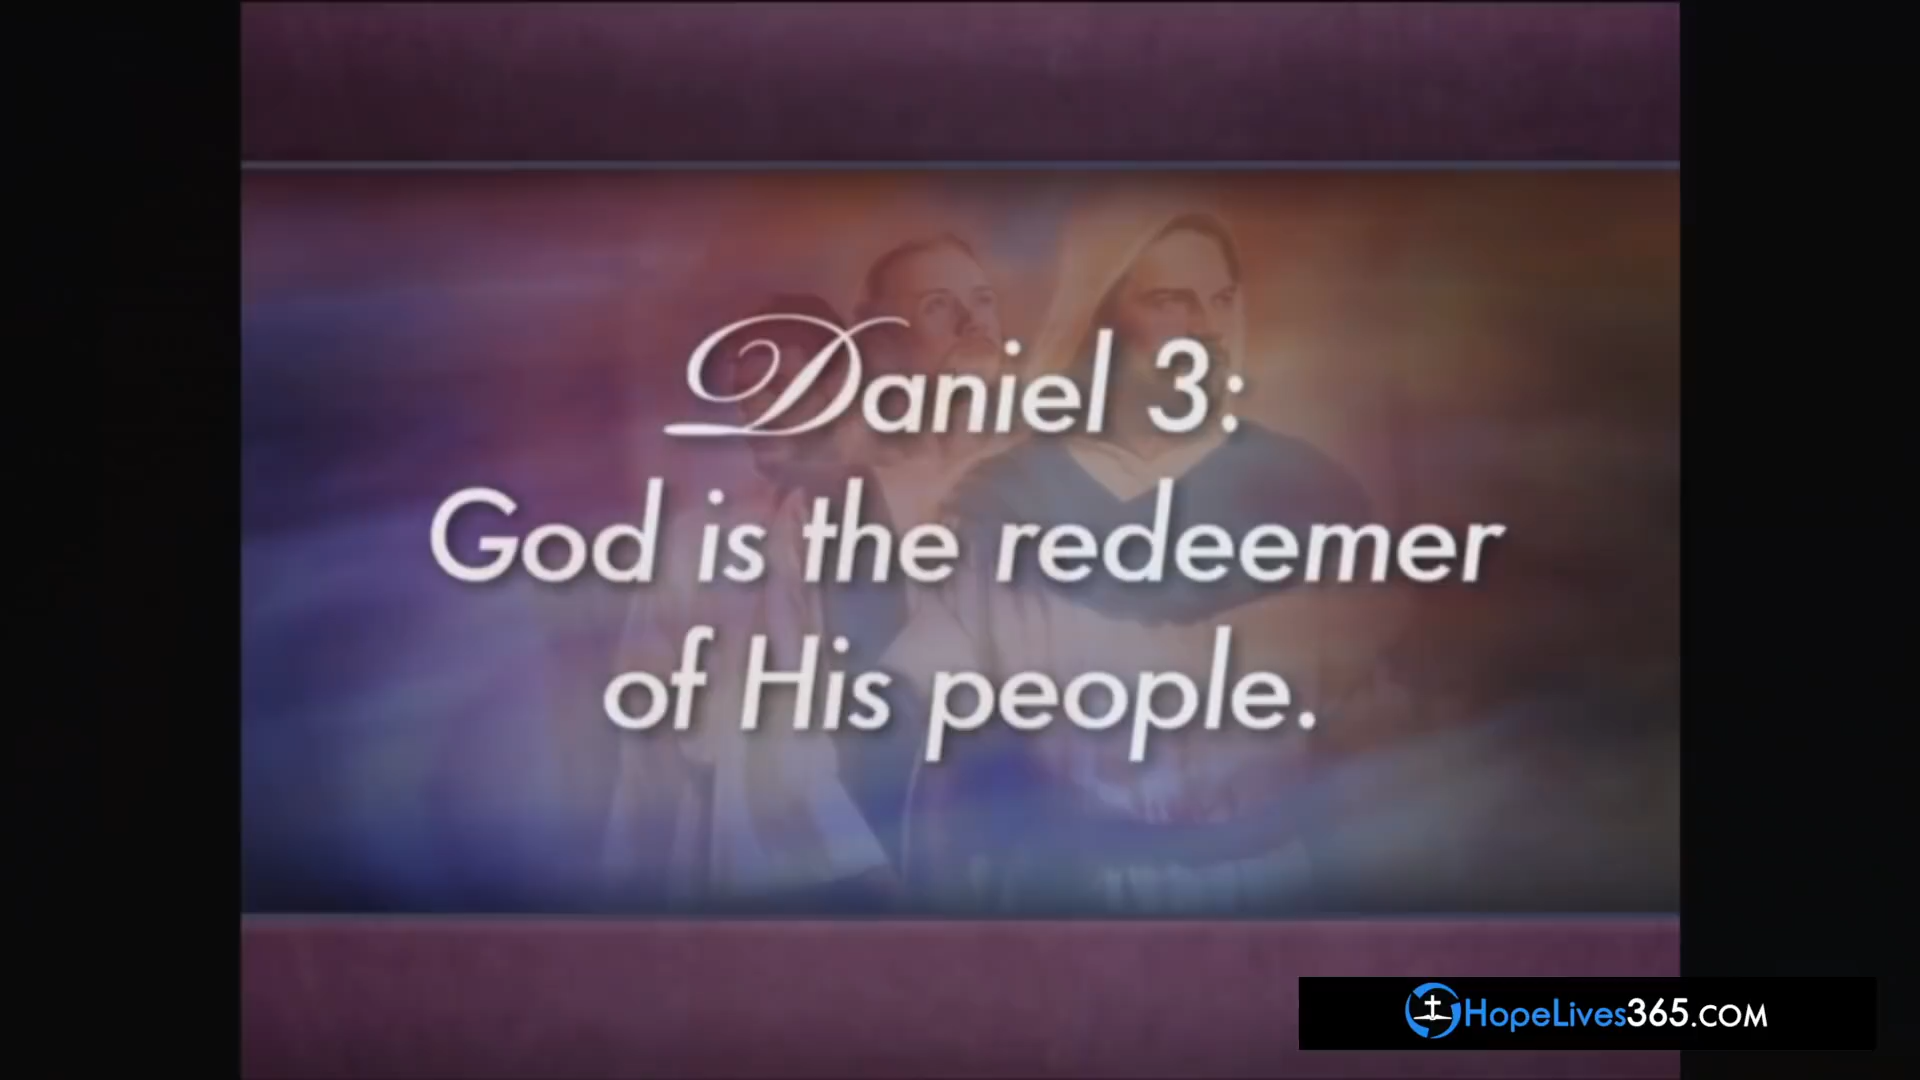 Daniel 3:
God is the redeemer
of His people.
HopeLives365.COM